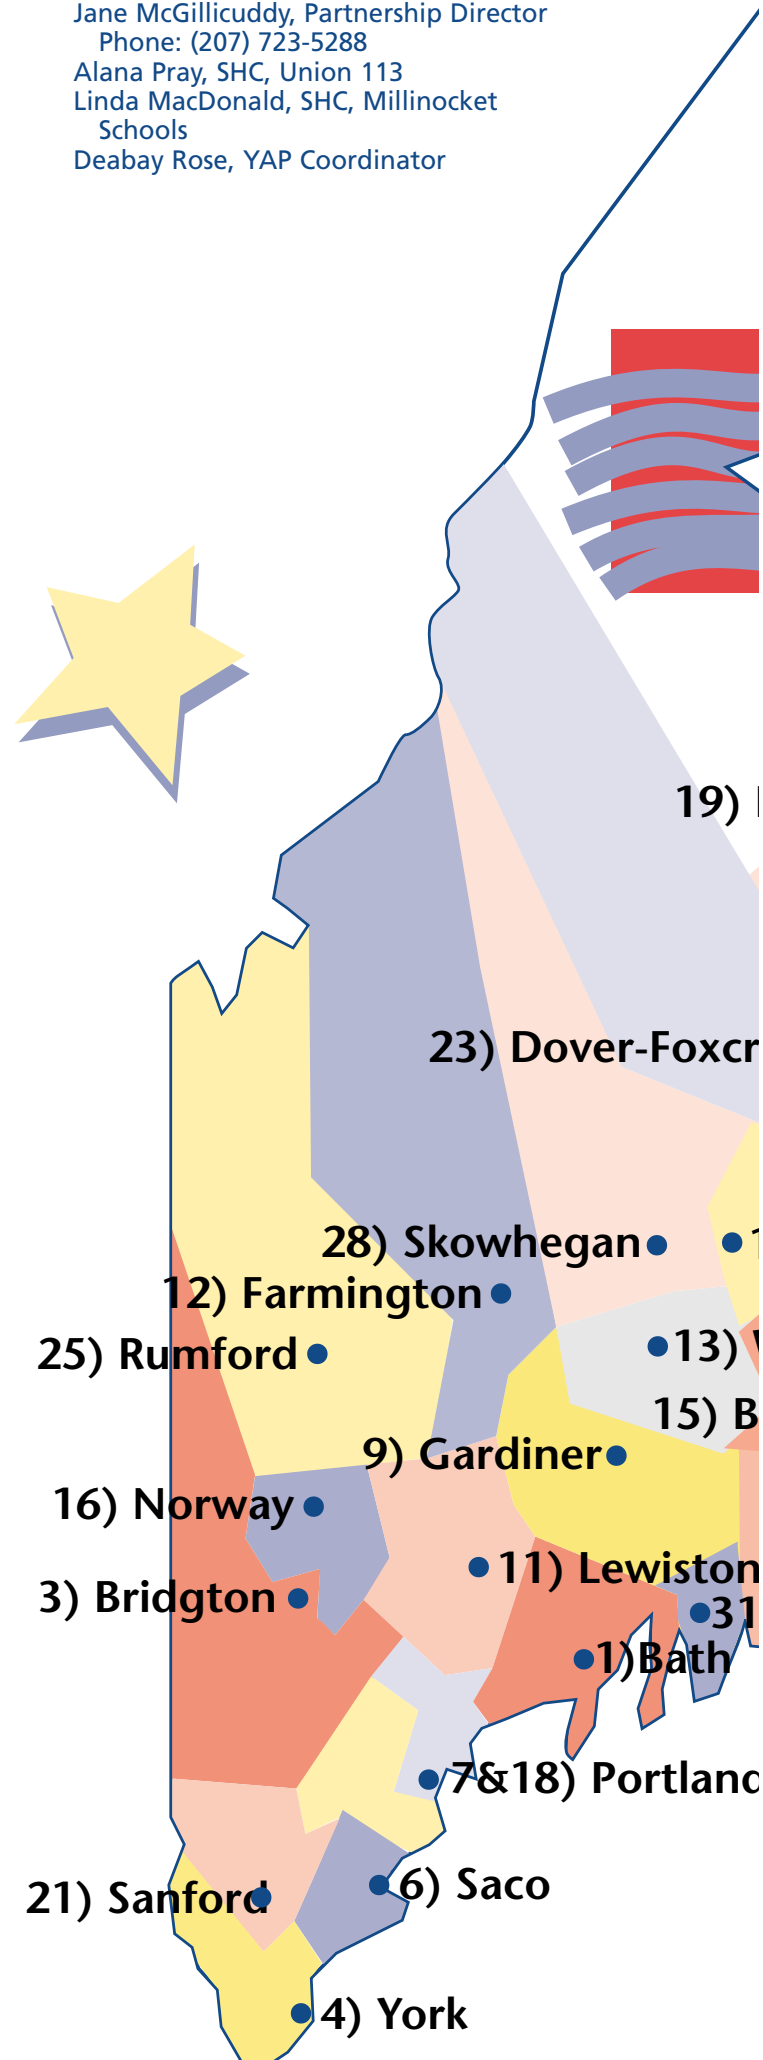 Jane McGillicuddy, Partnership Director
Phone: (207) 723-5288
Alana Pray, SHC, Union 113
Linda MacDonald, SHC, Millinocket
Schools
Deabay Rose, YAP Coordinator
19)
23) Dover-Foxcr
28) Skowhegan
12) Farmington
25) Rumford
13)
15) B
9) Gardiner
16) Norway
11) Lewiston
3) Bridgton
31
1)Bath
7&18) Portland
21) Sanford
6) Saco
4) York